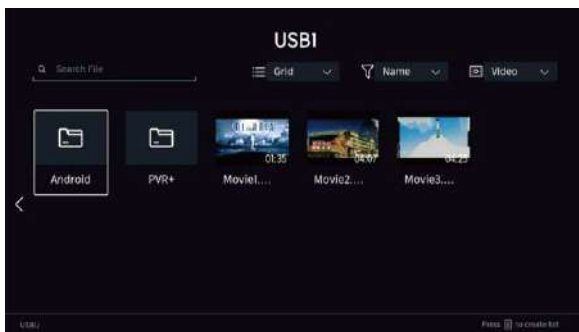 USB1
Search File
Grid
Name
Video
01:35
04:07
04:25
Android
PVR+
Movie1....
Movie2....
Movie3....
USB1/
Press to create list